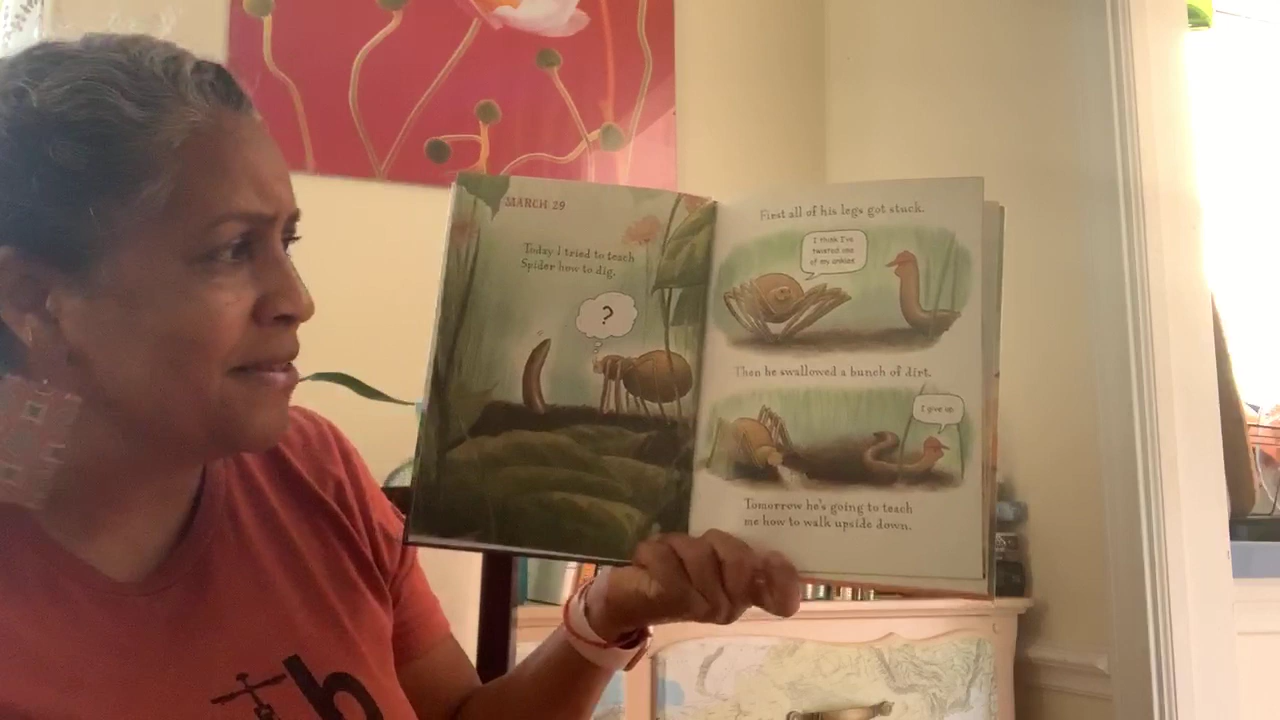 MARCH 29
Today I tried to teach
Spider how to dig.
?
First all of his legs got stuck.
I think I've
twisted one
of my ankles.
Then he swallowed a bunch of dirt.
I give up.
Tomorrow he's going to teach
me how to walk upside down.
b